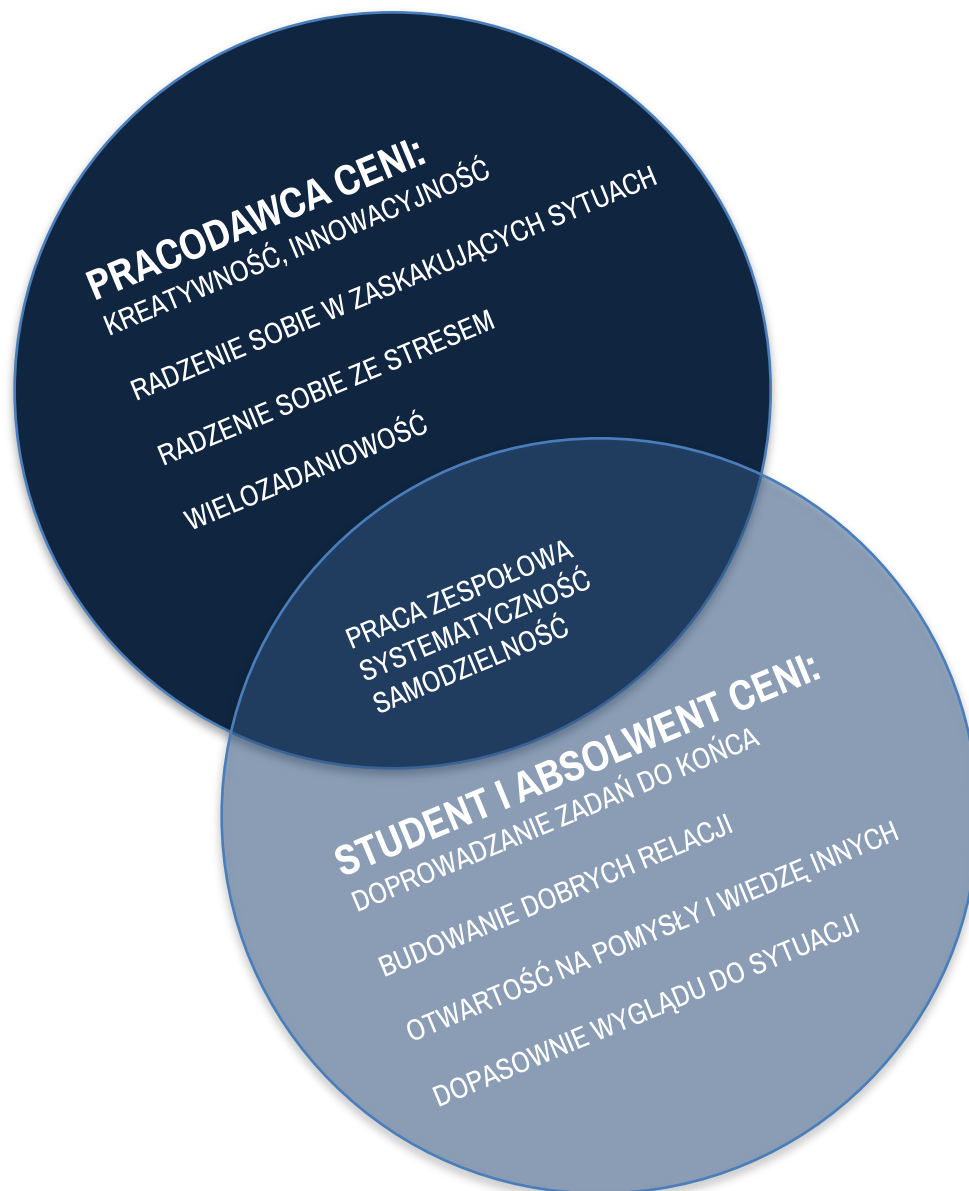 PRACODAWCA CENI:
KREATYWNOŚĆ, INNOWACYJNOŚĆ
RADZENIE SOBIE W ZASKAKUJĄCYCH SYTUACH
RADZENIE SOBIE ZE STRESEM
WIELOZADANIOWOŚĆ
PRACA ZESPOŁOWA
SYSTEMATYCZNOŚĆ
SAMODZIELNOŚĆ
STUDENT I ABSOLWENT CENI:
DOPROWADZANIE ZADAŃ DO KOŃCA
BUDOWANIE DOBRYCH RELACJI
OTWARTOŚĆ NA POMYSŁY I WIEDZĘ INNYCH
DOPASOWNIE WYGLĄDU DO SYTUACJI